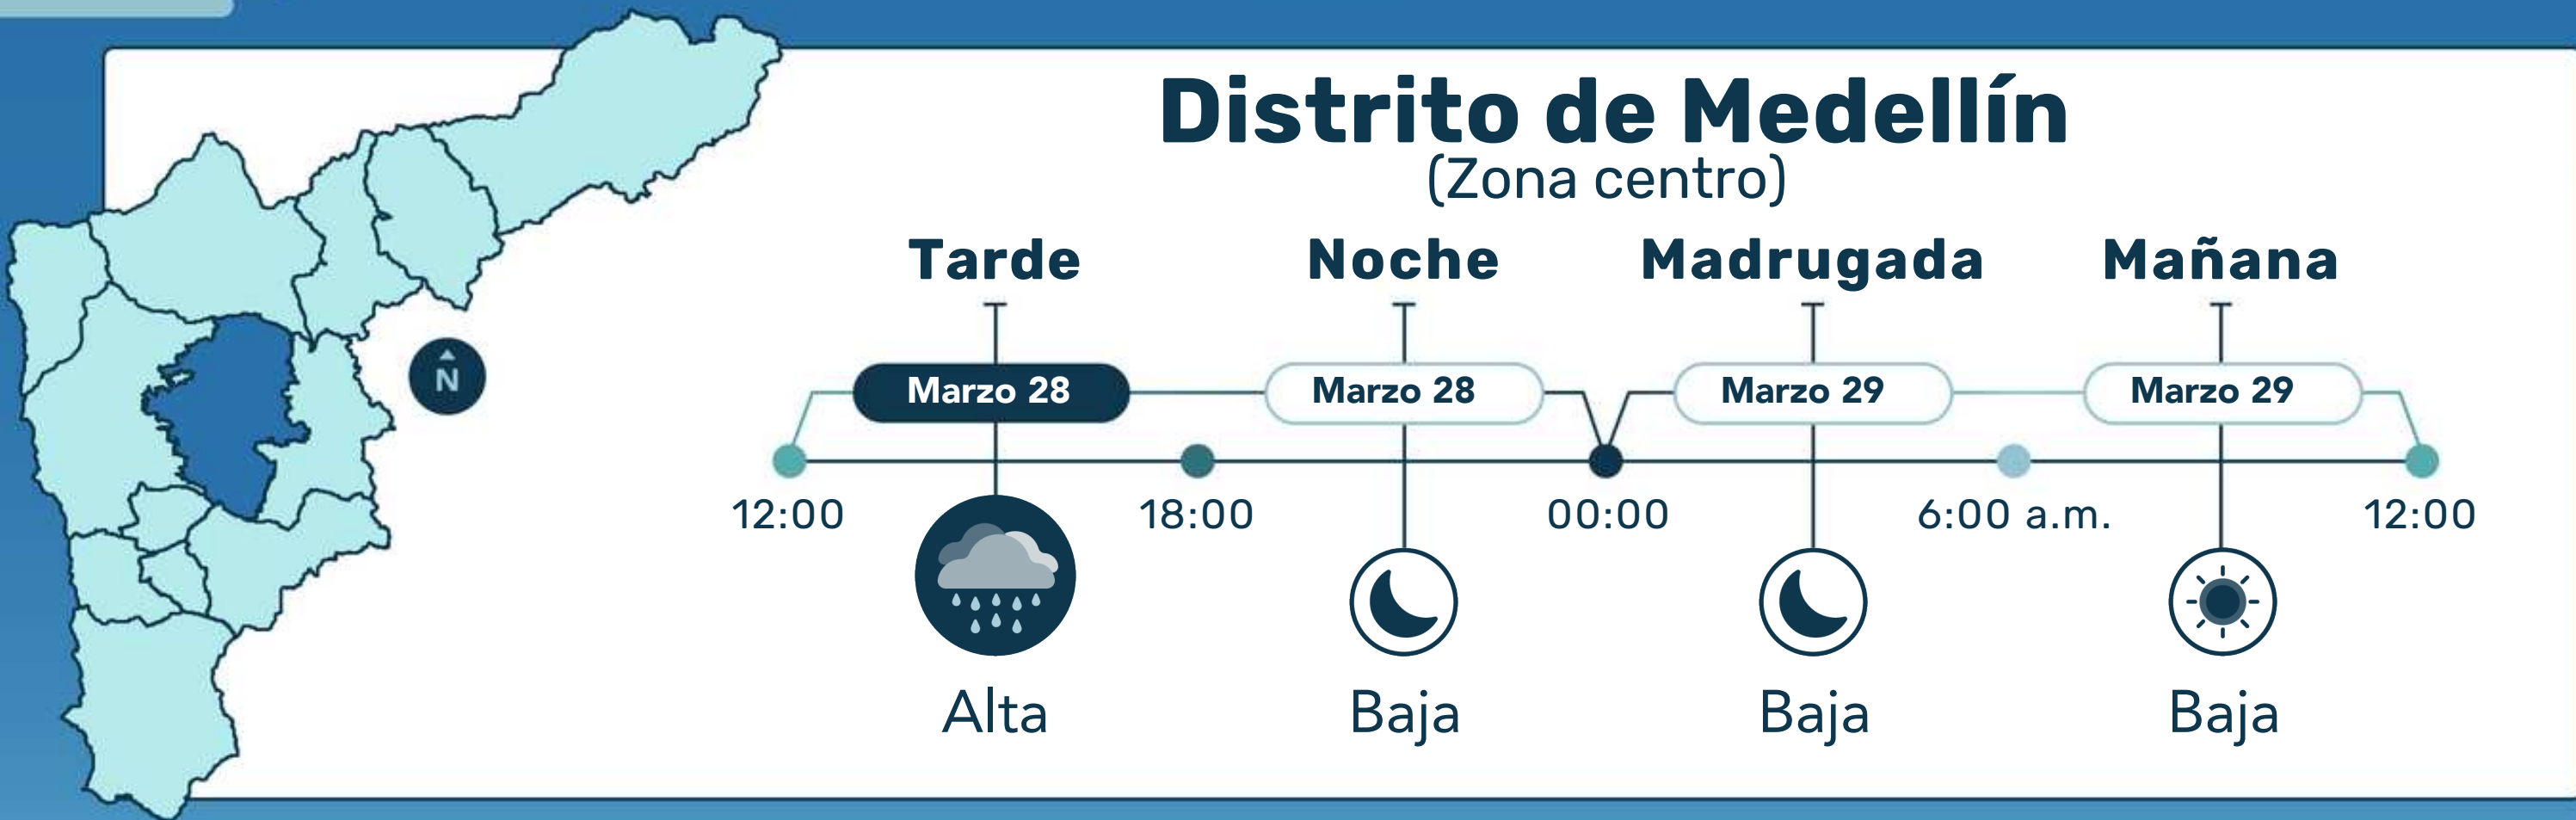 Distrito de Medellín
(Zona centro)
Tarde Noche Madrugada Mañana
Marzo 28 Marzo 28 Marzo 29 Marzo 29
12:00 18:00 00:00 6:00 a.m. 12:00
N
Alta Baja Baja Baja